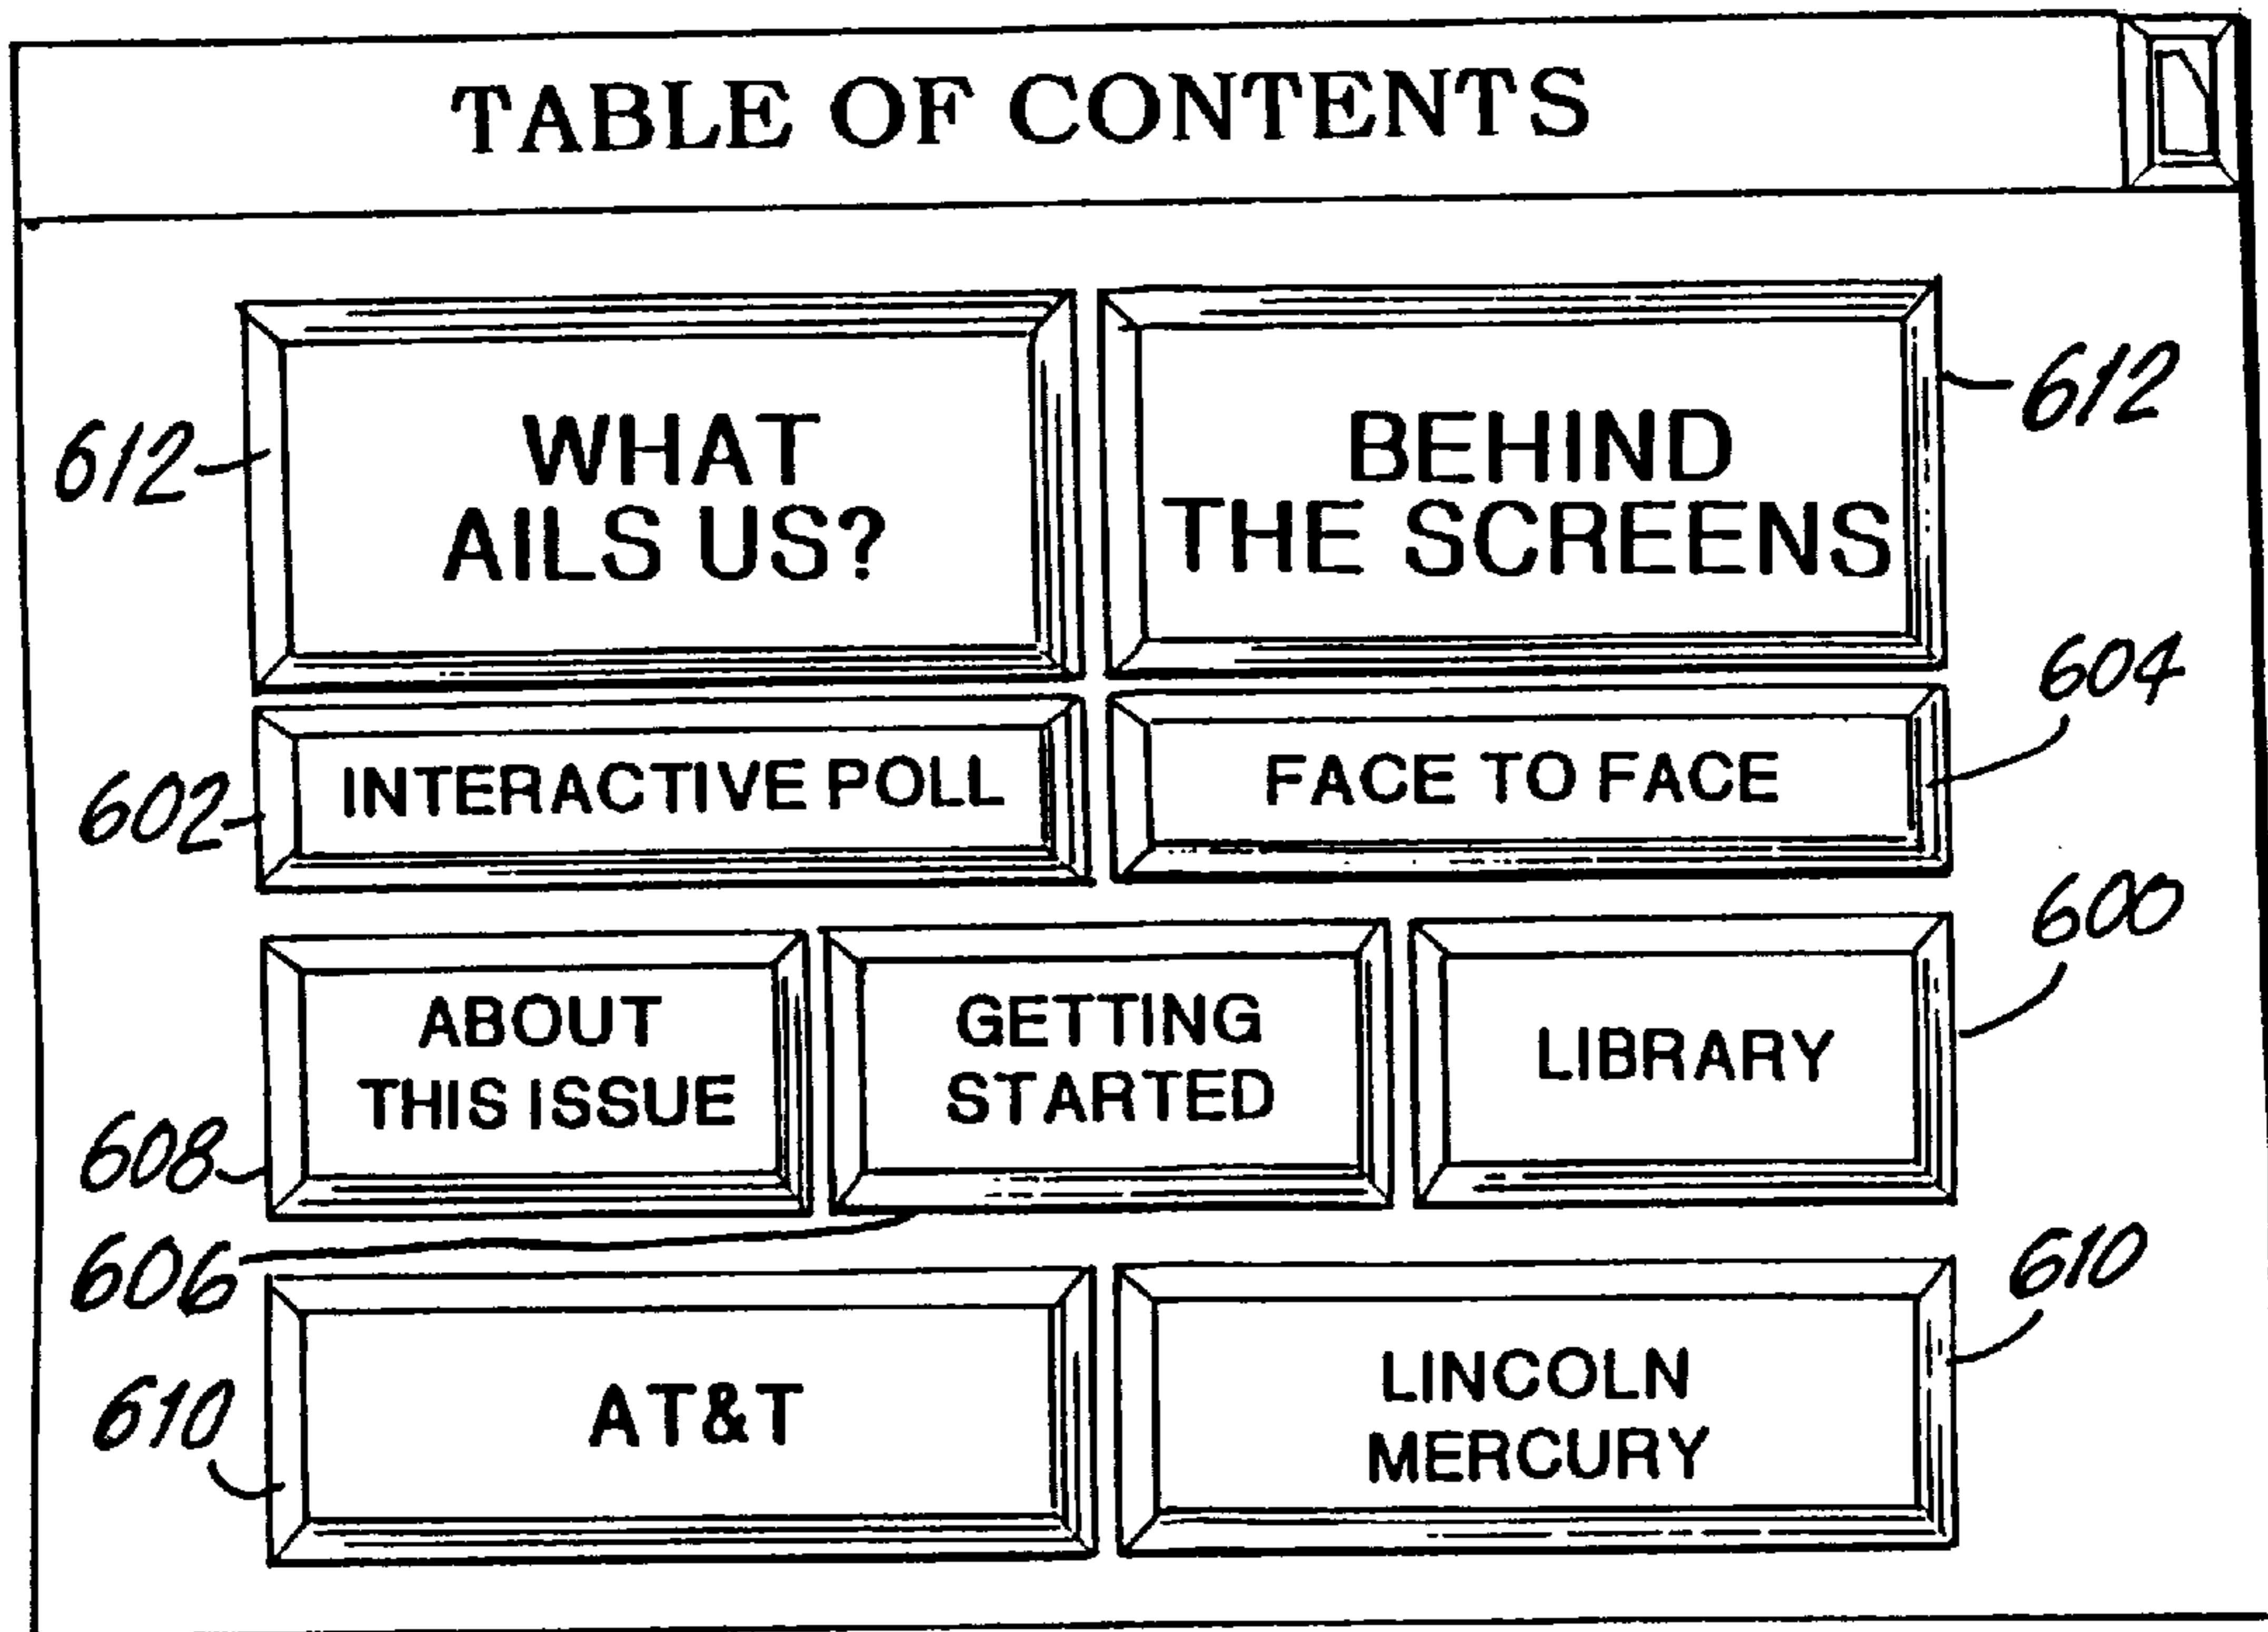 TABLE OF CONTENTS
612
WHAT
AILS US?
BEHIND
THE SCREENS
612
602
INTERACTIVE POLL
FACE TO FACE
604
608
ABOUT
THIS ISSUE
GETTING
STARTED
LIBRARY
600
606
610
AT&T
LINCOLN
MERCURY
610